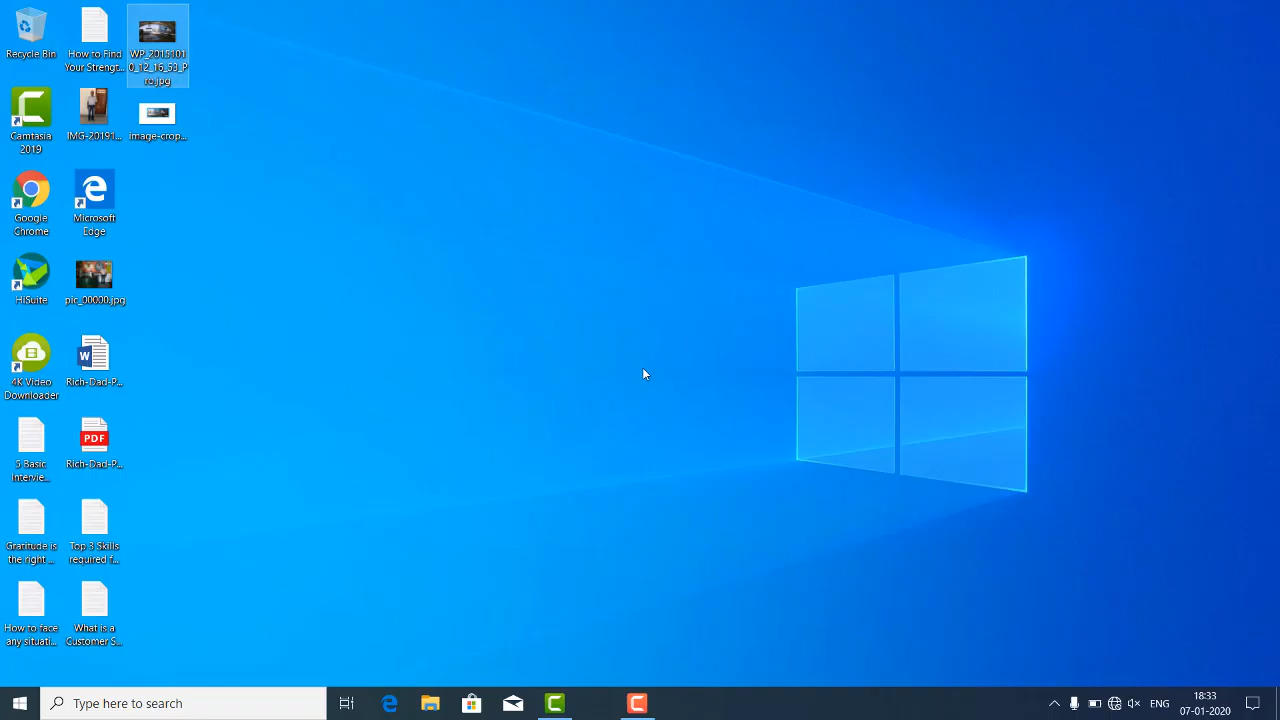 Recycle Bin
How to Find
Your Strengt...
WP_2015101
0_12_16_53_P
ro.jpg
Camtasia
2019
IMG-20191...
image-crop...
Google
Chrome
Microsoft
Edge
HiSuite
pic_00000.jpg
4K Video
Downloader
Rich-Dad-P...
5 Basic
Intervie...
PDF
Rich-Dad-P...
Gratitude is
the right ...
Top 3 Skills
required f...
How to face
any situati...
What is a
Customer S...
Type here to search
ENG
18:33
07-01-2020